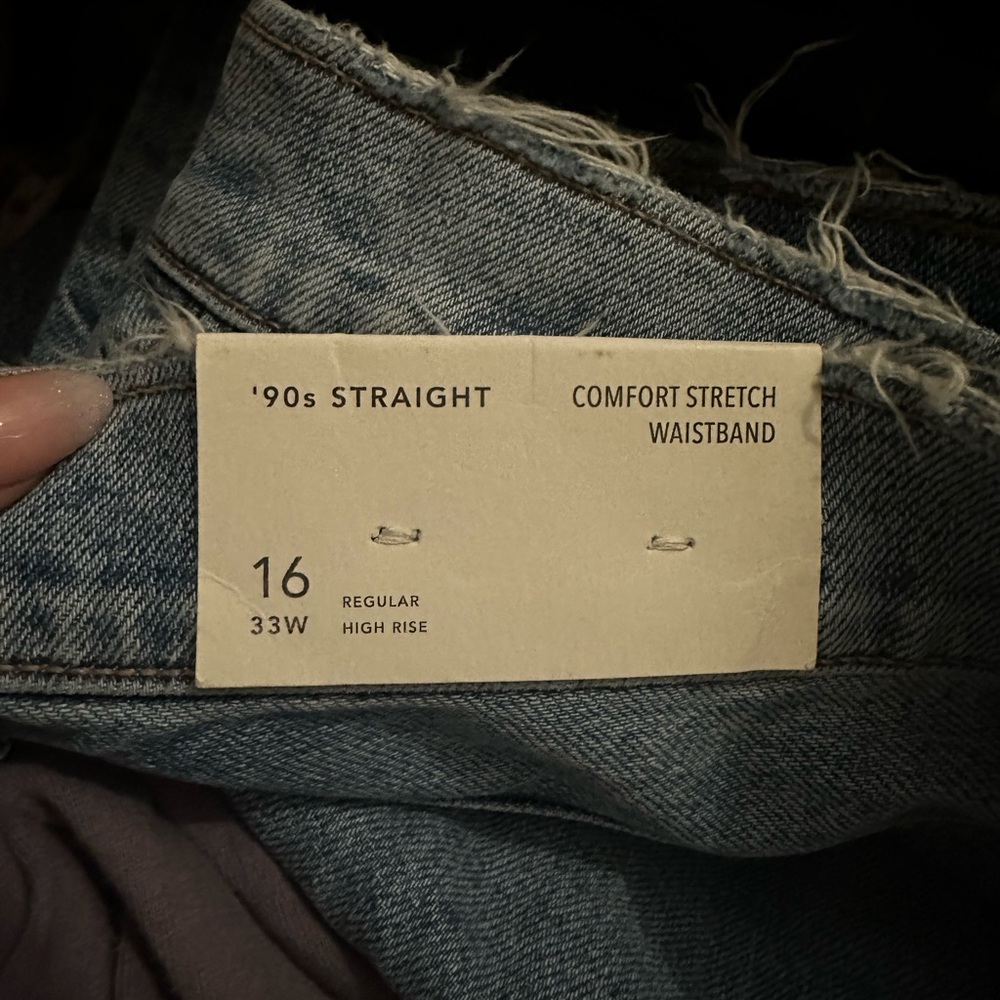 '90s STRAIGHT
COMFORT STRETCH
WAISTBAND
16
33W
REGULAR
HIGH RISE